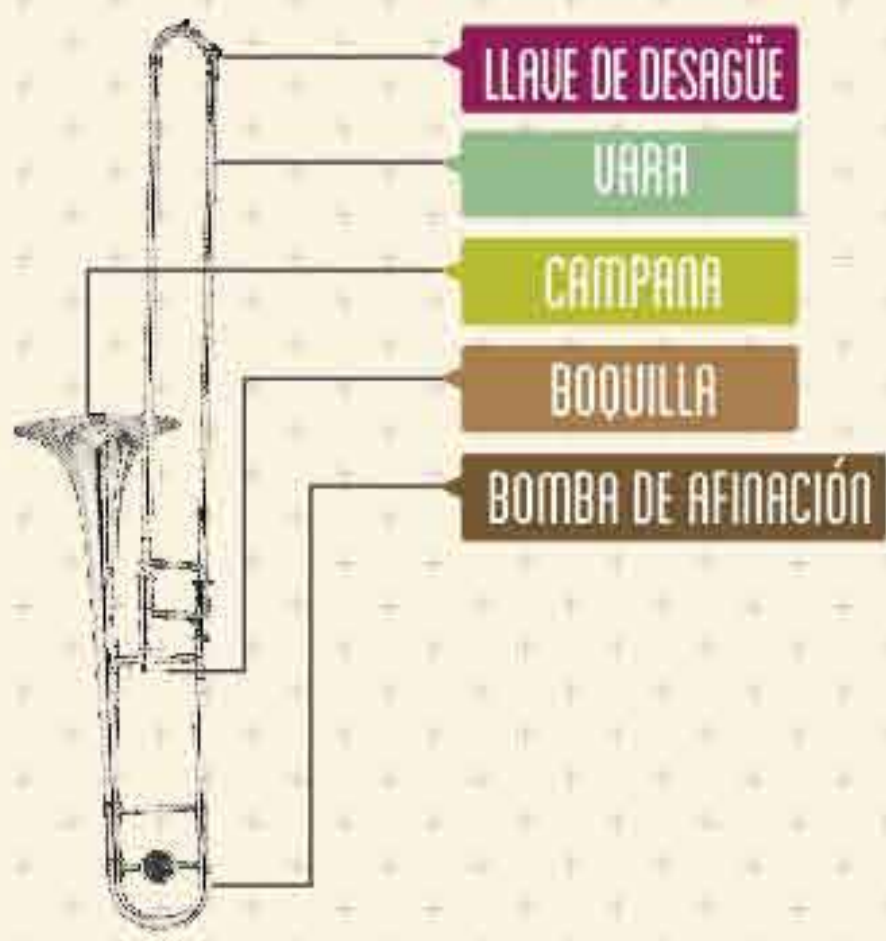 LLAVE DE DESAGÜE
VARA
CAMPANA
BOQUILLA
BOMBA DE AFINACIÓN